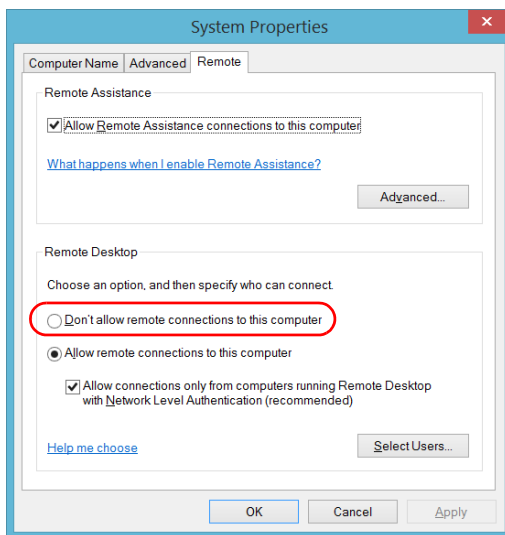 System Properties
Computer Name Advanced Remote
Remote Assistance
Allow Remote Assistance connections to this computer
What happens when I enable Remote Assistance?
Advanced...
Remote Desktop
Choose an option, and then specify who can connect.
Don't allow remote connections to this computer
Allow remote connections to this computer
Allow connections only from computers running Remote Desktop
with Network Level Authentication (recommended)
Help me choose
Select Users...
OK Cancel Apply